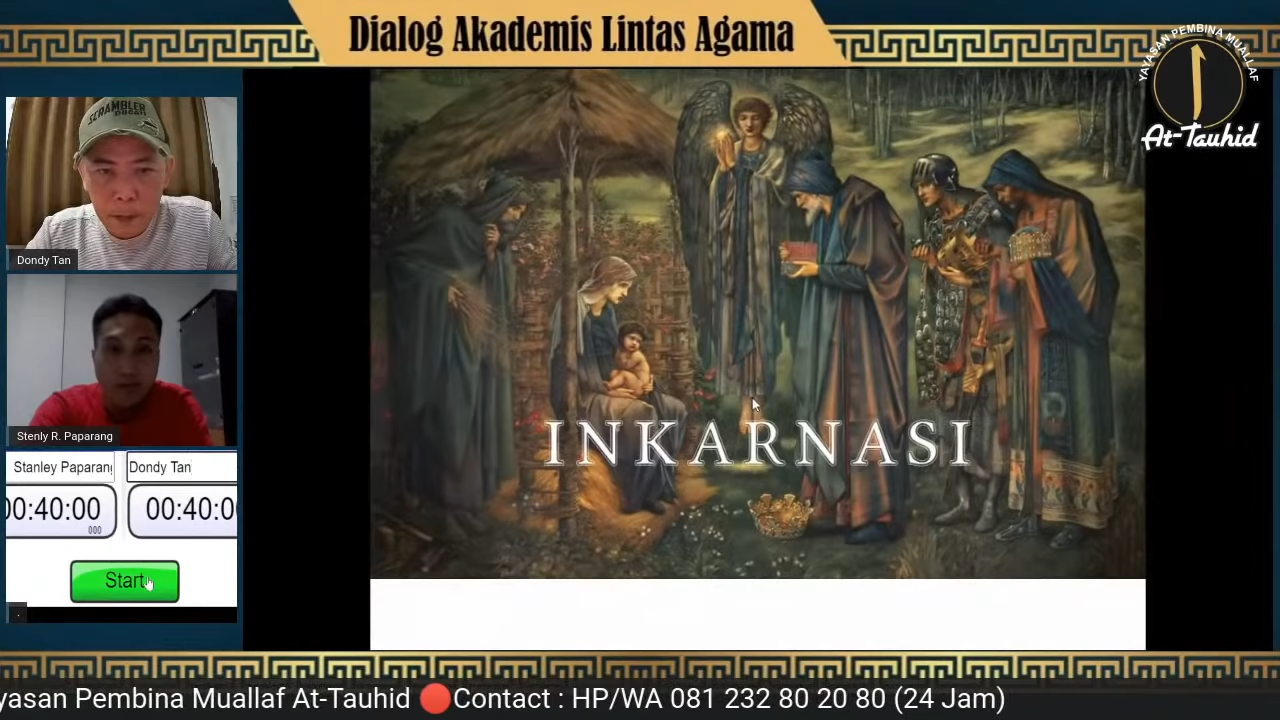 Dialog Akademis Lintas Agama
YAYASAN PEMBINA MUALLAF
At-Tauhid
SCRAMBLER
DUCATI
Dondy Tan
Stenly R. Paparang
Stanley Paparang
Dondy Tan
00:40:00
000
00:40:0
Start
INKARNASI
yasan Pembina Muallaf At-Tauhid 🔴Contact : HP/WA 081 232 80 20 80 (24 Jam)